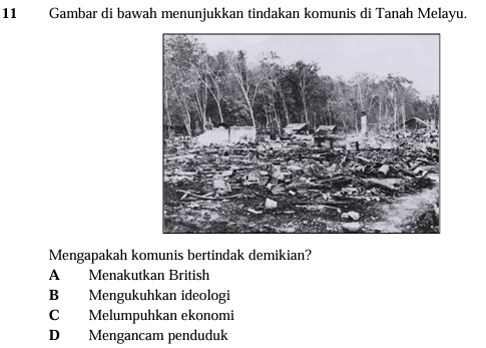 11 Gambar di bawah menunjukkan tindakan komunis di Tanah Melayu.
Mengapakah komunis bertindak demikian?
A Menakutkan British
B Mengukuhkan ideologi
C Melumpuhkan ekonomi
D Mengancam penduduk